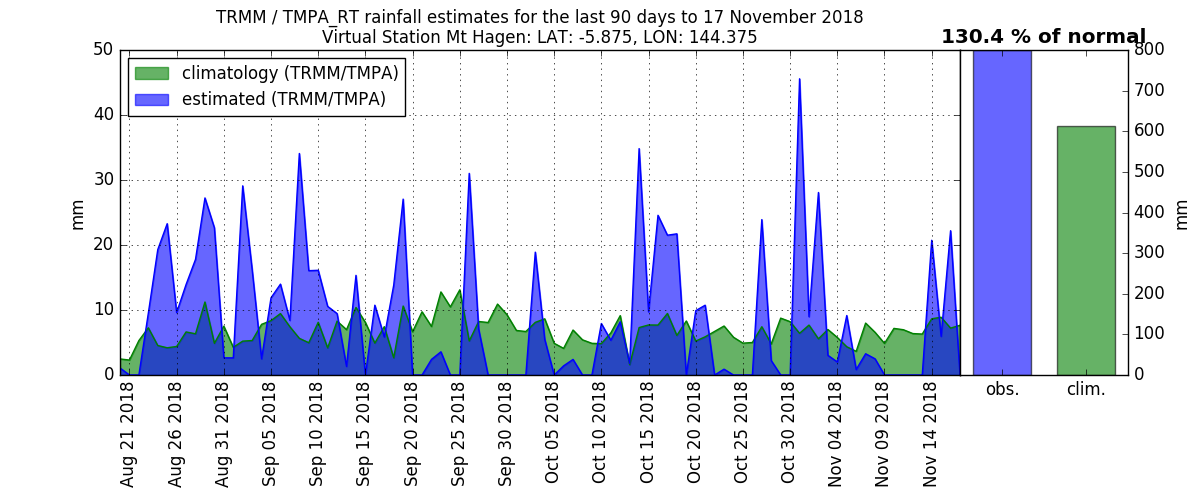 TRMM / TMPA_RT rainfall estimates for the last 90 days to 17 November 2018
Virtual Station Mt Hagen: LAT: -5.875, LON: 144.375
130.4 % of normal
climatology (TRMM/TMPA)
estimated (TRMM/TMPA)
50
40
30
20
10
0
mm
800
700
600
500
400
300
200
100
0
mm
Aug 21 2018
Aug 26 2018
Aug 31 2018
Sep 05 2018
Sep 10 2018
Sep 15 2018
Sep 20 2018
Sep 25 2018
Sep 30 2018
Oct 05 2018
Oct 10 2018
Oct 15 2018
Oct 20 2018
Oct 25 2018
Oct 30 2018
Nov 04 2018
Nov 09 2018
Nov 14 2018
obs.
clim.